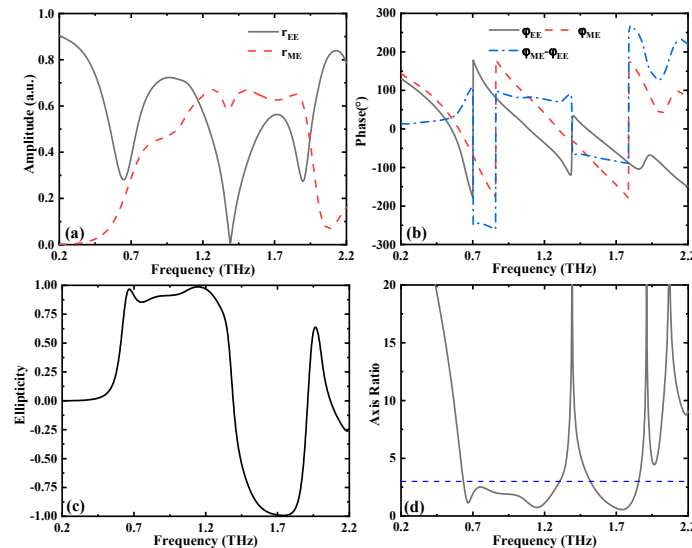 r_EE
r_ME
Amplitude (a.u.)
1.0
0.8
0.6
0.4
0.2
0.0
(a)
0.2 0.7 1.2 1.7 2.2
Frequency (THz)
φ_EE φ_ME
φ_ME-φ_EE
Phase(°)
300
200
100
0
-100
-200
-300
(b)
0.2 0.7 1.2 1.7 2.2
Frequency (THz)
Ellipticity
1.00
0.75
0.50
0.25
0.00
-0.25
-0.50
-0.75
-1.00
(c)
0.2 0.7 1.2 1.7 2.2
Frequency (THz)
Axis Ratio
20
15
10
5
0
(d)
0.2 0.7 1.2 1.7 2.2
Frequency (THz)